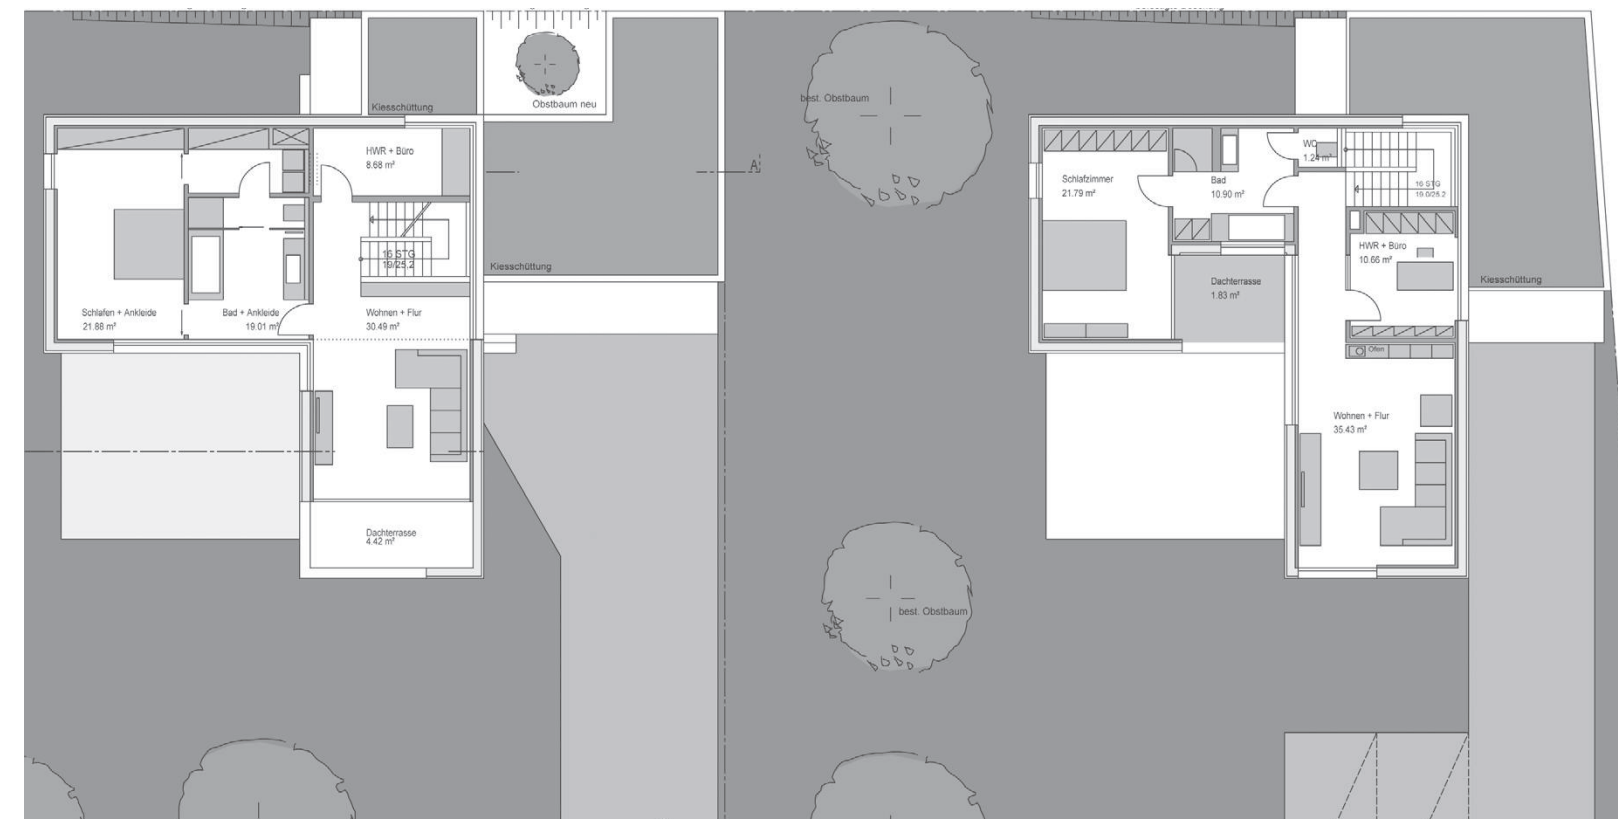 Kiesschüttung
Obstbaum neu
HWR + Büro
8.68 m²
A
16 STG
19/25,2
Kiesschüttung
Schlafen + Ankleide
21.88 m²
Bad + Ankleide
19.01 m²
Wohnen + Flur
30.49 m²
Dachterrasse
4.42 m²
best. Obstbaum
best. Obstbaum
WC
1.24 m²
Schlafzimmer
21.79 m²
Bad
10.90 m²
16 STG
19.0/25.2
HWR + Büro
10.66 m²
Dachterrasse
1.83 m²
Kiesschüttung
Ofen
Wohnen + Flur
35.43 m²